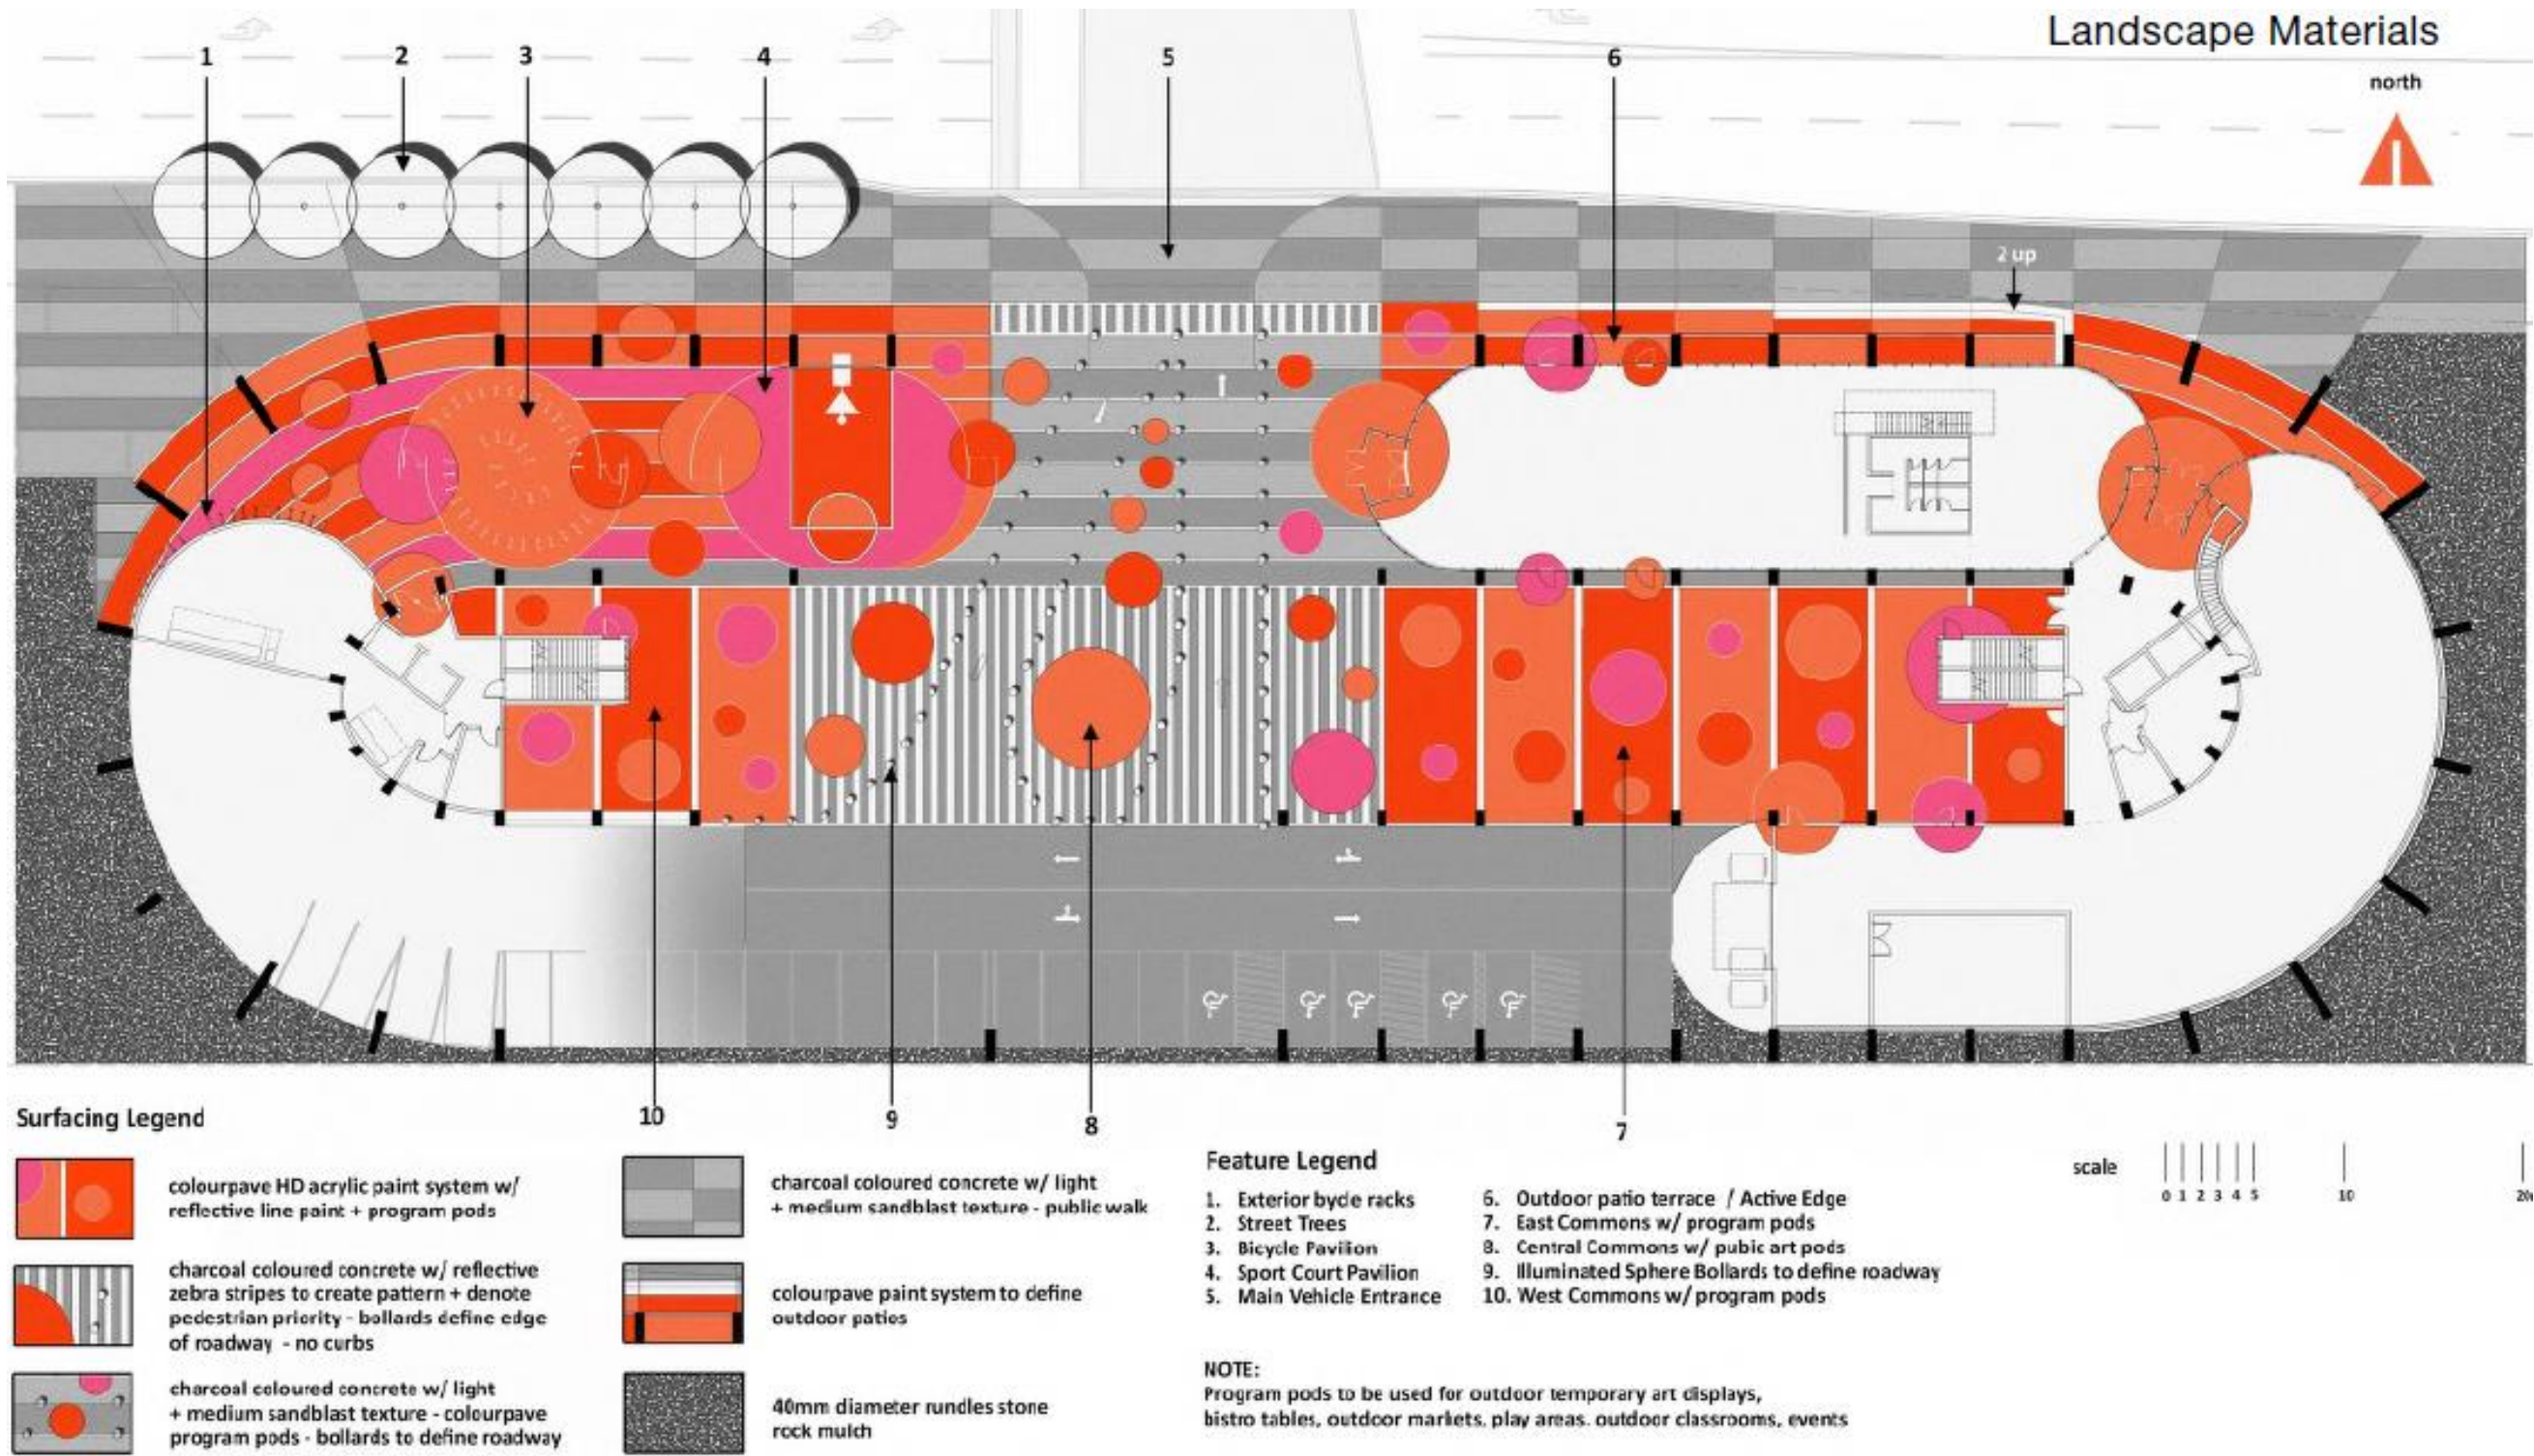 Landscape Materials
north
1
2
3
4
5
6
2 up
10
9
8
7
Surfacing Legend
colourpave HD acrylic paint system w/
reflective line paint + program pods
charcoal coloured concrete w/ reflective
zebra stripes to create pattern + denote
pedestrian priority - bollards define edge
of roadway - no curbs
charcoal coloured concrete w/ light
+ medium sandblast texture - colourpave
program pods - bollards to define roadway
charcoal coloured concrete w/ light
+ medium sandblast texture - public walk
colourpave paint system to define
outdoor patios
40mm diameter rundles stone
rock mulch
Feature Legend
1. Exterior bycle racks
2. Street Trees
3. Bicycle Pavilion
4. Sport Court Pavilion
5. Main Vehicle Entrance
6. Outdoor patio terrace / Active Edge
7. East Commons w/ program pods
8. Central Commons w/ pubic art pods
9. Illuminated Sphere Bollards to define roadway
10. West Commons w/ program pods
NOTE:
Program pods to be used for outdoor temporary art displays,
bistro tables, outdoor markets, play areas. outdoor classrooms, events
scale
0 1 2 3 4 5 10